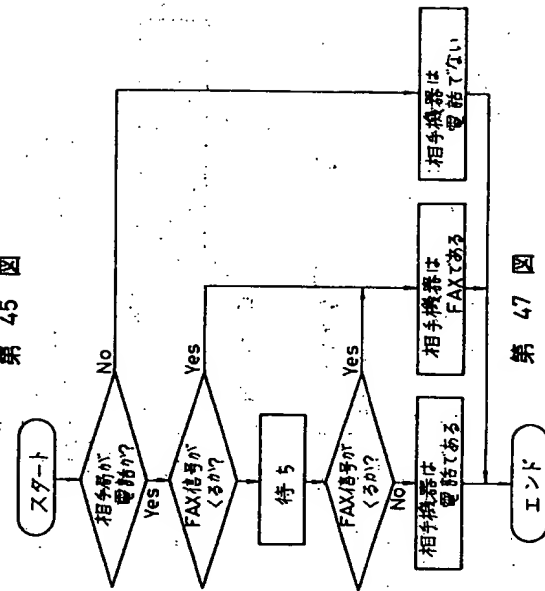 第 45 図
スタート
相手局が
電話か?
No
Yes
FAX信号が
くるか?
Yes
待ち
FAX信号が
くるか?
Yes
No
相手機器は
電話である
相手機器は
FAXである
相手機器は
電話でない
エンド
第 47 図